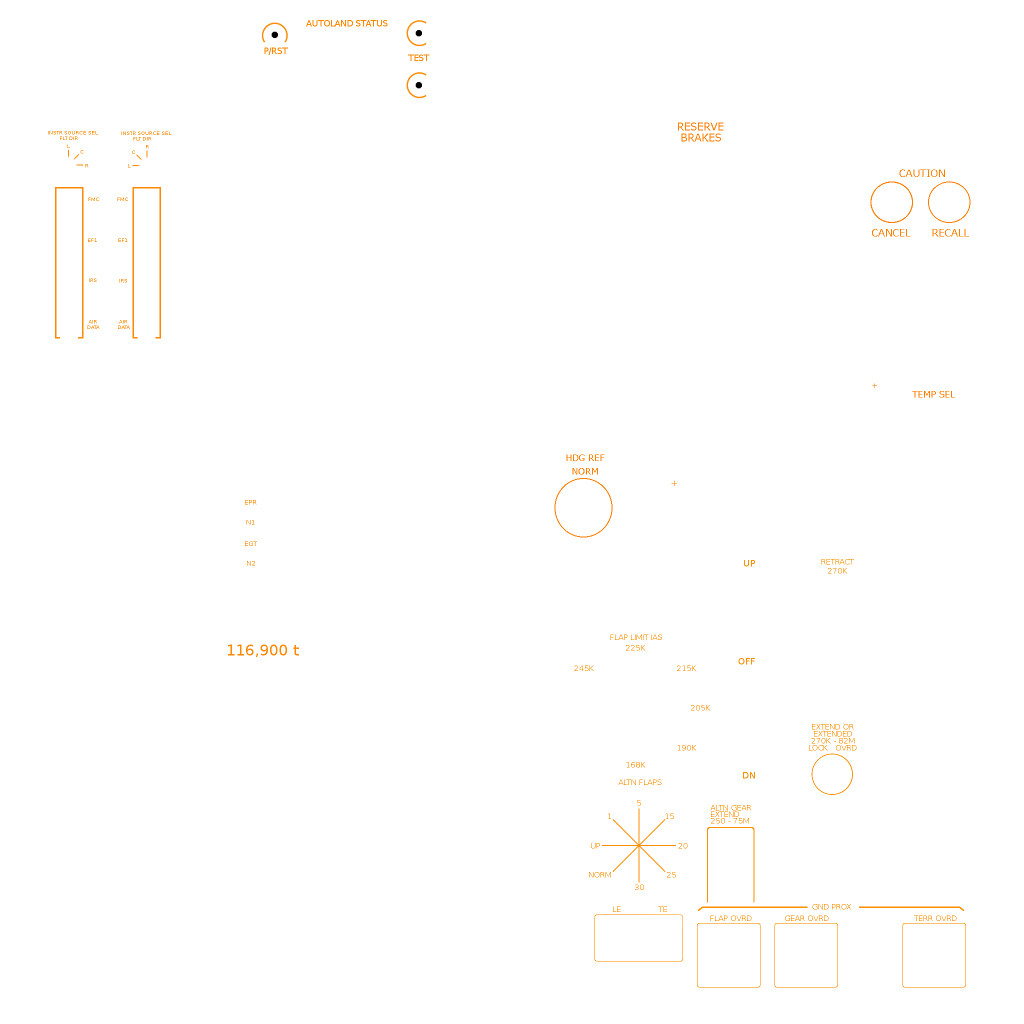 AUTOLAND STATUS
P/RST
TEST
RESERVE
BRAKES
INSTR SOURCE SEL
FLT DIR
L
C
R
INSTR SOURCE SEL
FLT DIR
R
C
L
CAUTION
CANCEL
RECALL
FMC
FMC
EF1
EF1
IRS
IRS
AIR
DATA
AIR
DATA
+
TEMP SEL
HDG REF
NORM
+
EPR
N1
EGT
N2
UP
RETRACT
270K
116,900 t
FLAP LIMIT IAS
225K
245K
215K
OFF
205K
190K
168K
EXTEND OR
EXTENDED
270K - 82M
LOCK OVRD
DN
ALTN FLAPS
5
1
15
UP
20
NORM
25
30
ALTN GEAR
EXTEND
250 - 75M
LE
TE
GND PROX
FLAP OVRD
GEAR OVRD
TERR OVRD